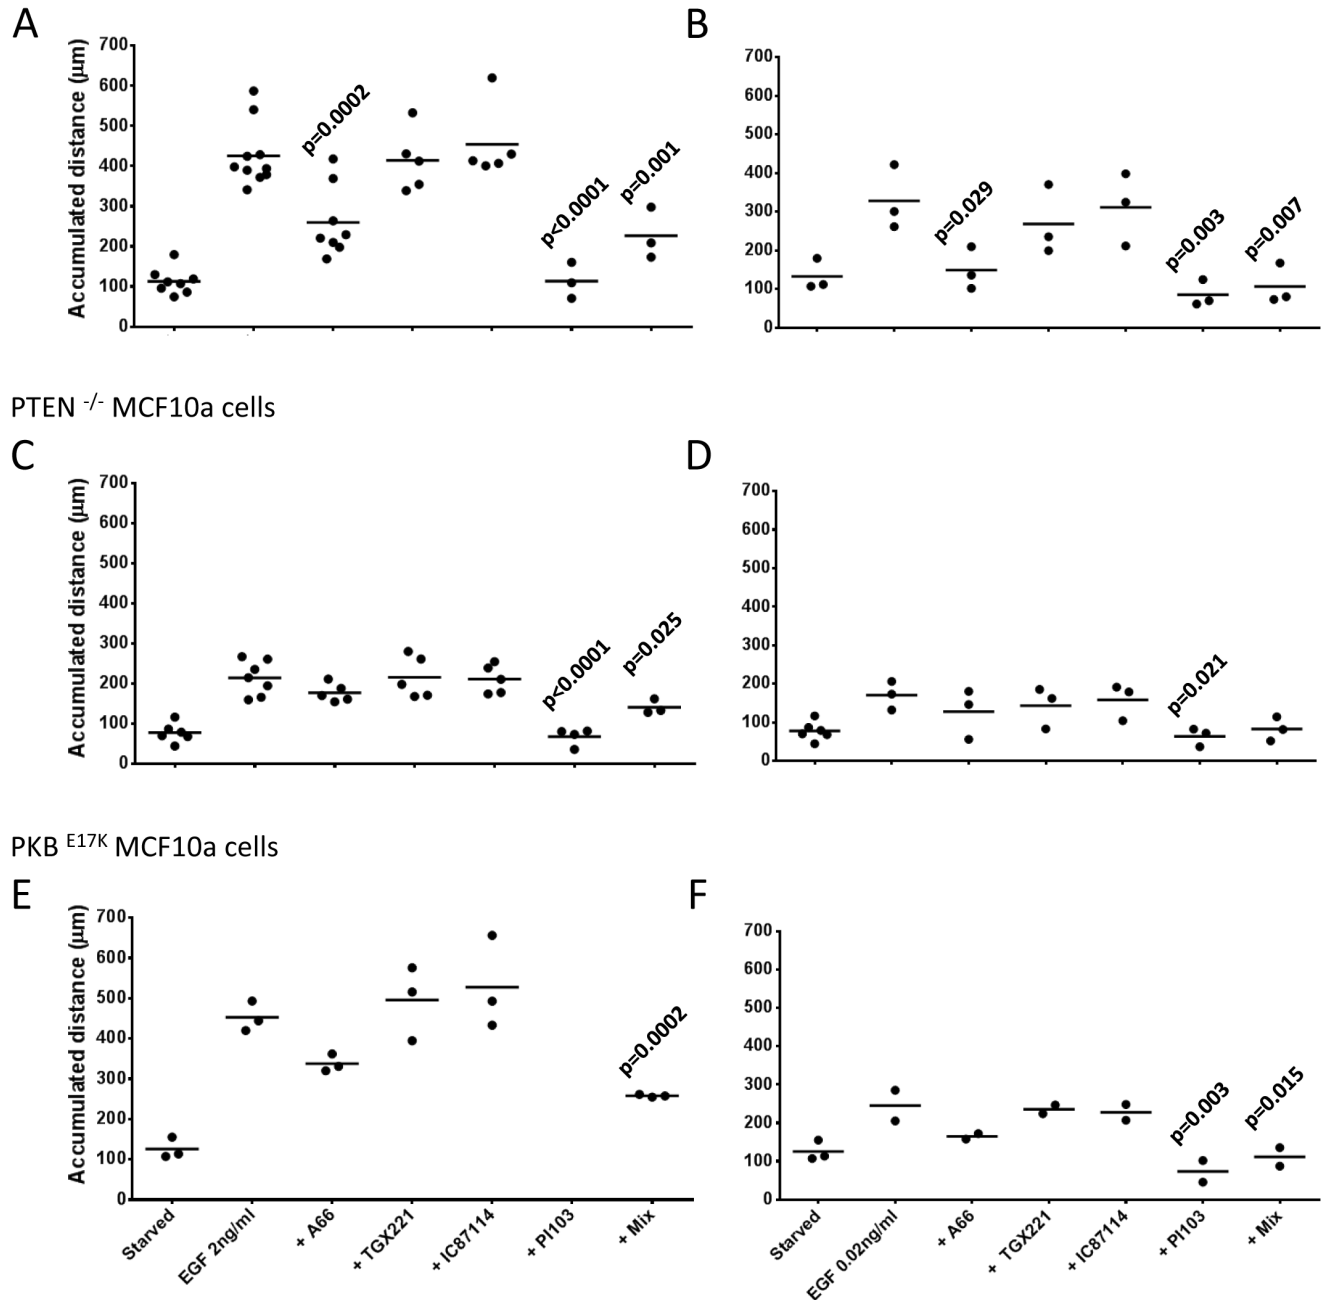 A
B
Accumulated distance (μm)
700
600
500
400
300
200
100
0
p=0.0002
p<0.0001
p=0.001
700
600
500
400
300
200
100
0
p=0.029
p=0.003
p=0.007
PTEN -/- MCF10a cells
C
D
Accumulated distance (μm)
700
600
500
400
300
200
100
0
p<0.0001
p=0.025
700
600
500
400
300
200
100
0
p=0.021
PKB E17K MCF10a cells
E
F
Accumulated distance (μm)
700
600
500
400
300
200
100
0
p=0.0002
Starved
EGF 2ng/ml
+ A66
+ TGX221
+ IC87114
+ PI103
+ Mix
700
600
500
400
300
200
100
0
p=0.003
p=0.015
Starved
EGF 0.02ng/ml
+ A66
+ TGX221
+ IC87114
+ PI103
+ Mix